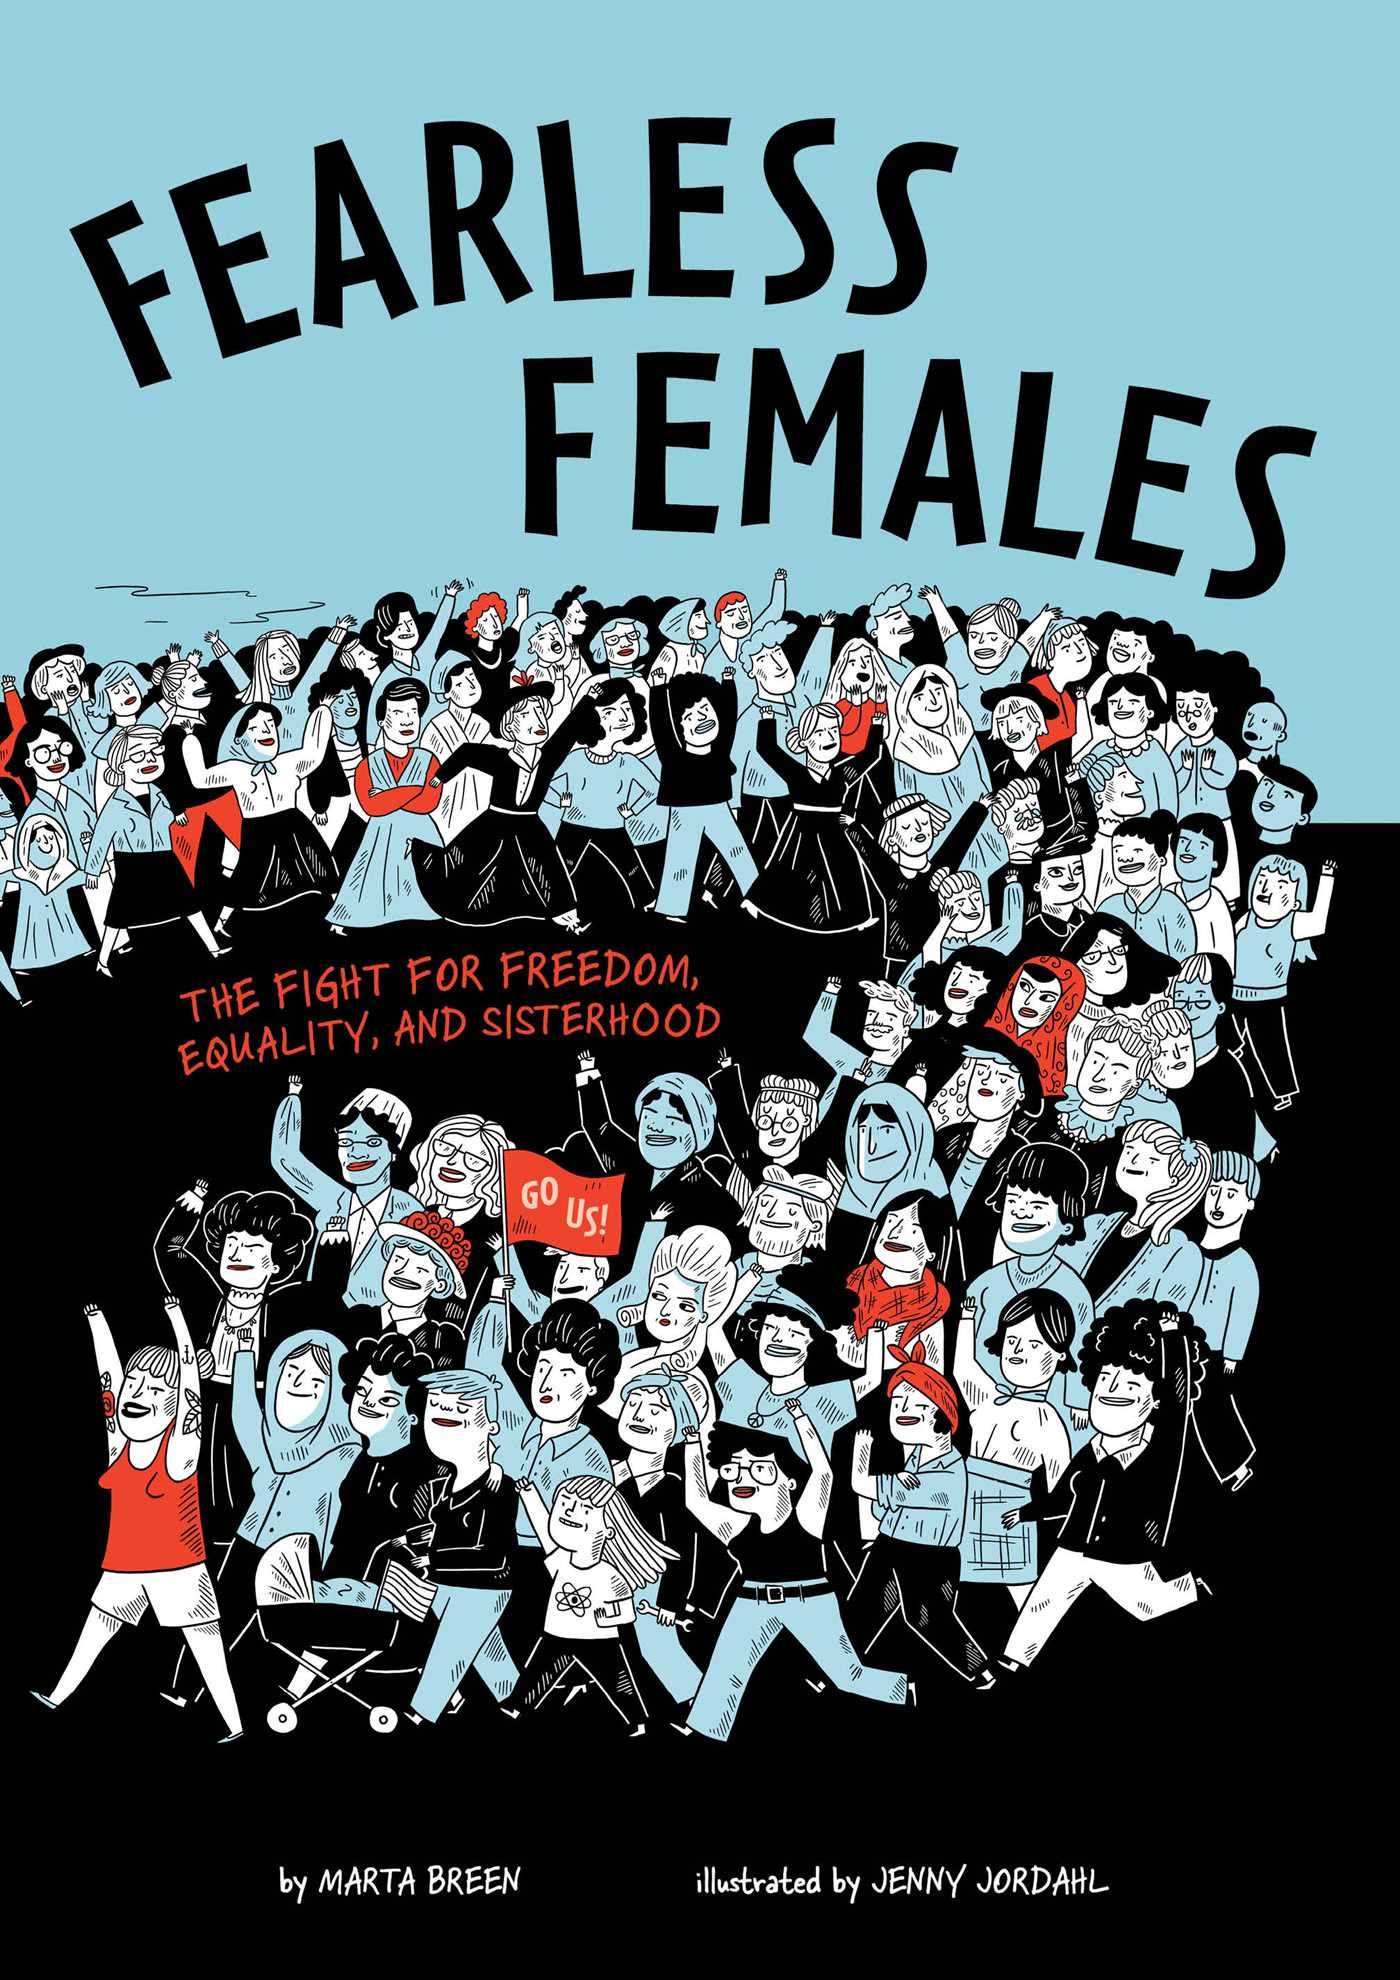 FEARLESS
FEMALES
THE FIGHT FOR FREEDOM,
EQUALITY, AND SISTERHOOD
GO
US!
by MARTA BREEN
illustrated by JENNY JORDAHL